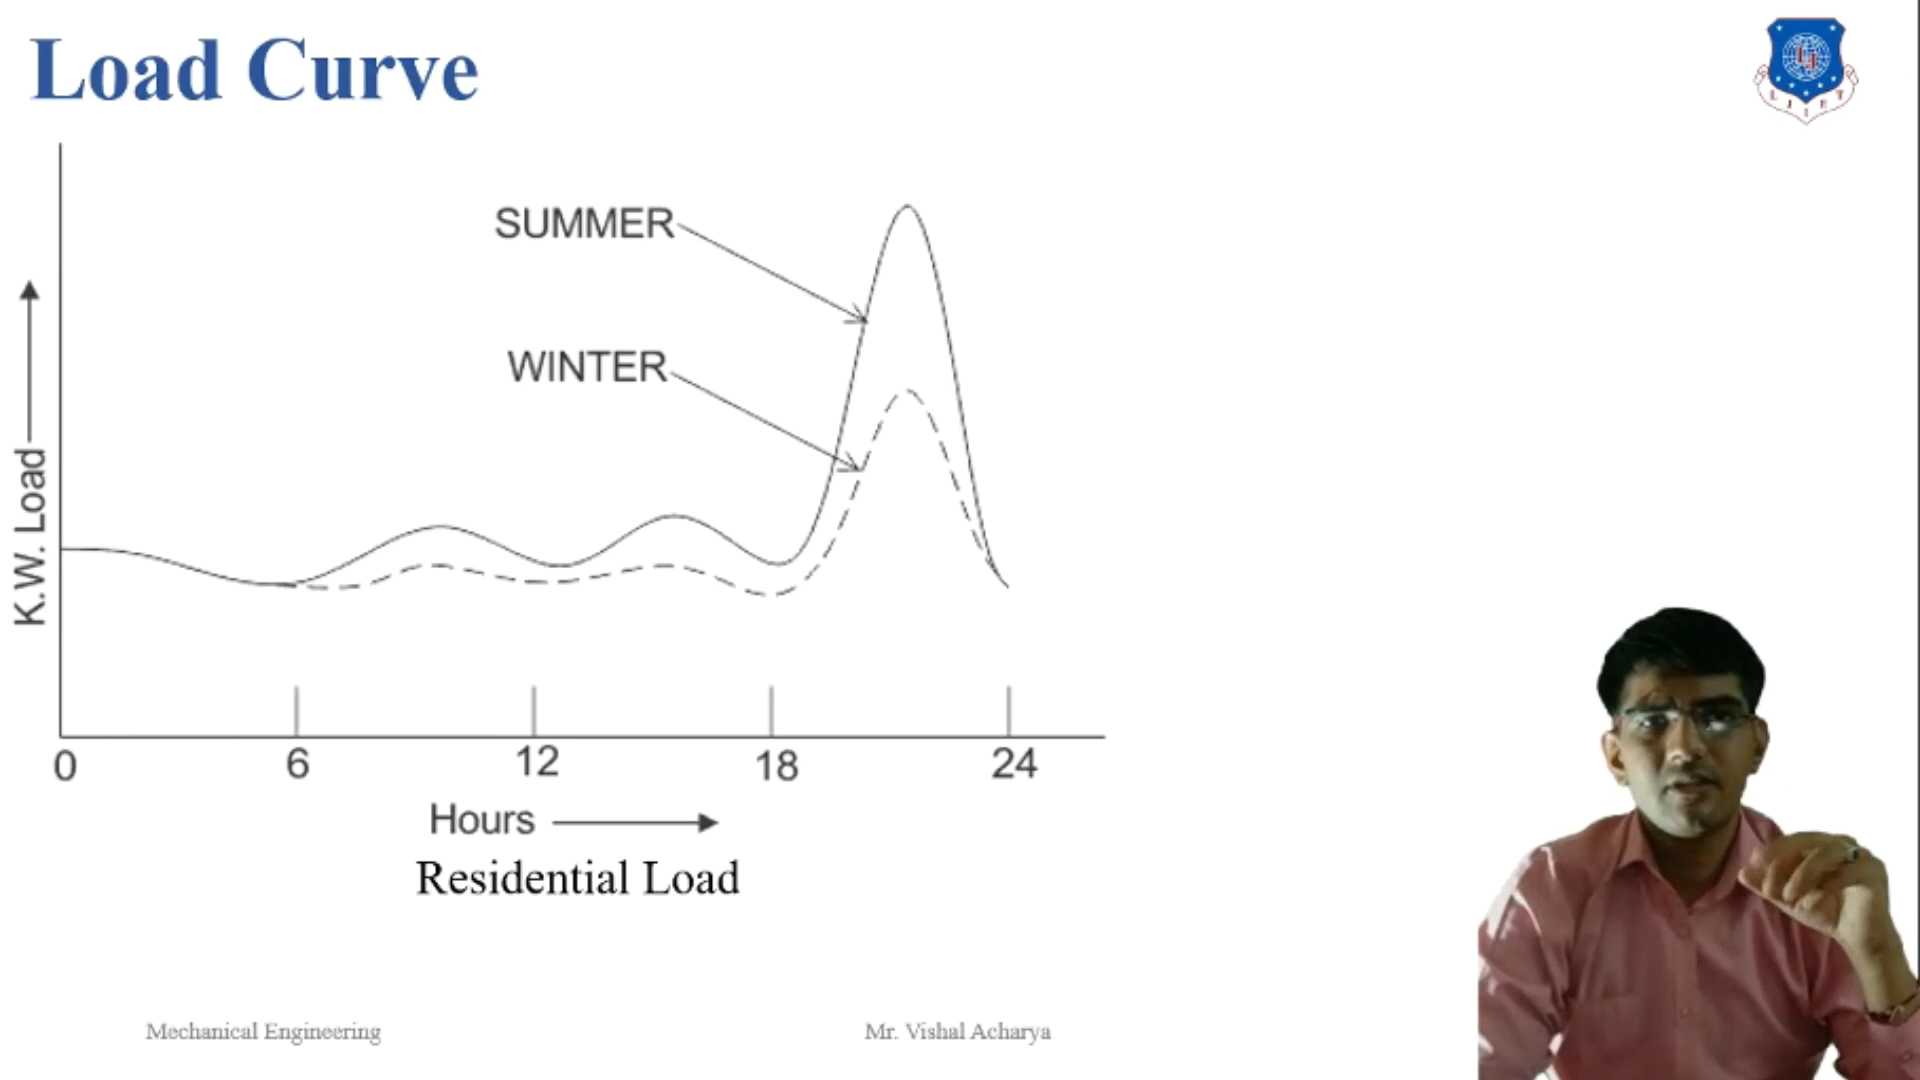 Load Curve
L J I E T
SUMMER
WINTER
K.W. Load
0 6 12 18 24
Hours
Residential Load
Mechanical Engineering
Mr. Vishal Acharya